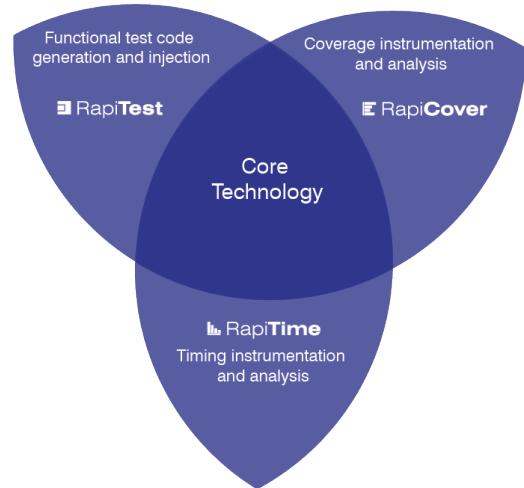 Functional test code
generation and injection
RapiTest
Coverage instrumentation
and analysis
RapiCover
Core
Technology
RapiTime
Timing instrumentation
and analysis